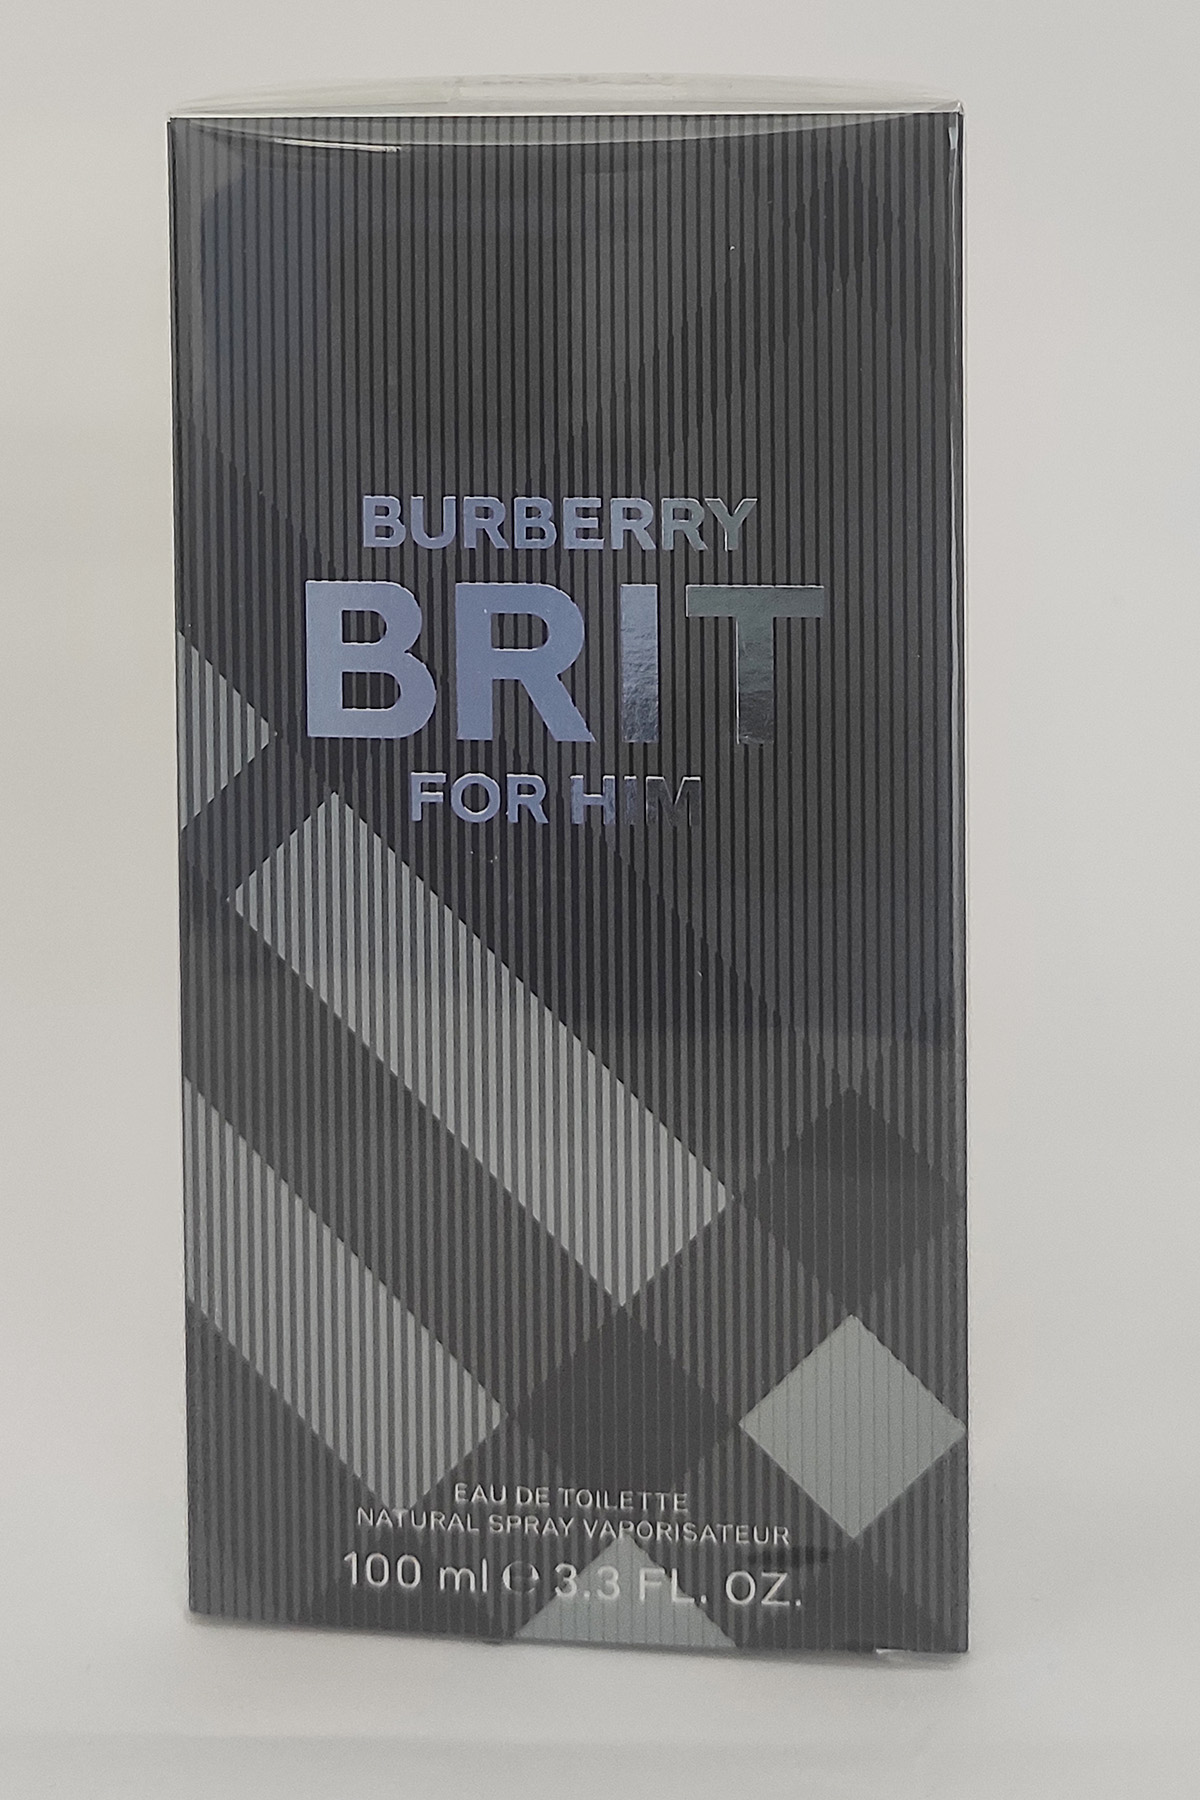 BURBERRY
BRIT
FOR HIM
EAU DE TOILETTE
NATURAL SPRAY VAPORISATEUR
100 ml ℮ 3.3 FL. OZ.